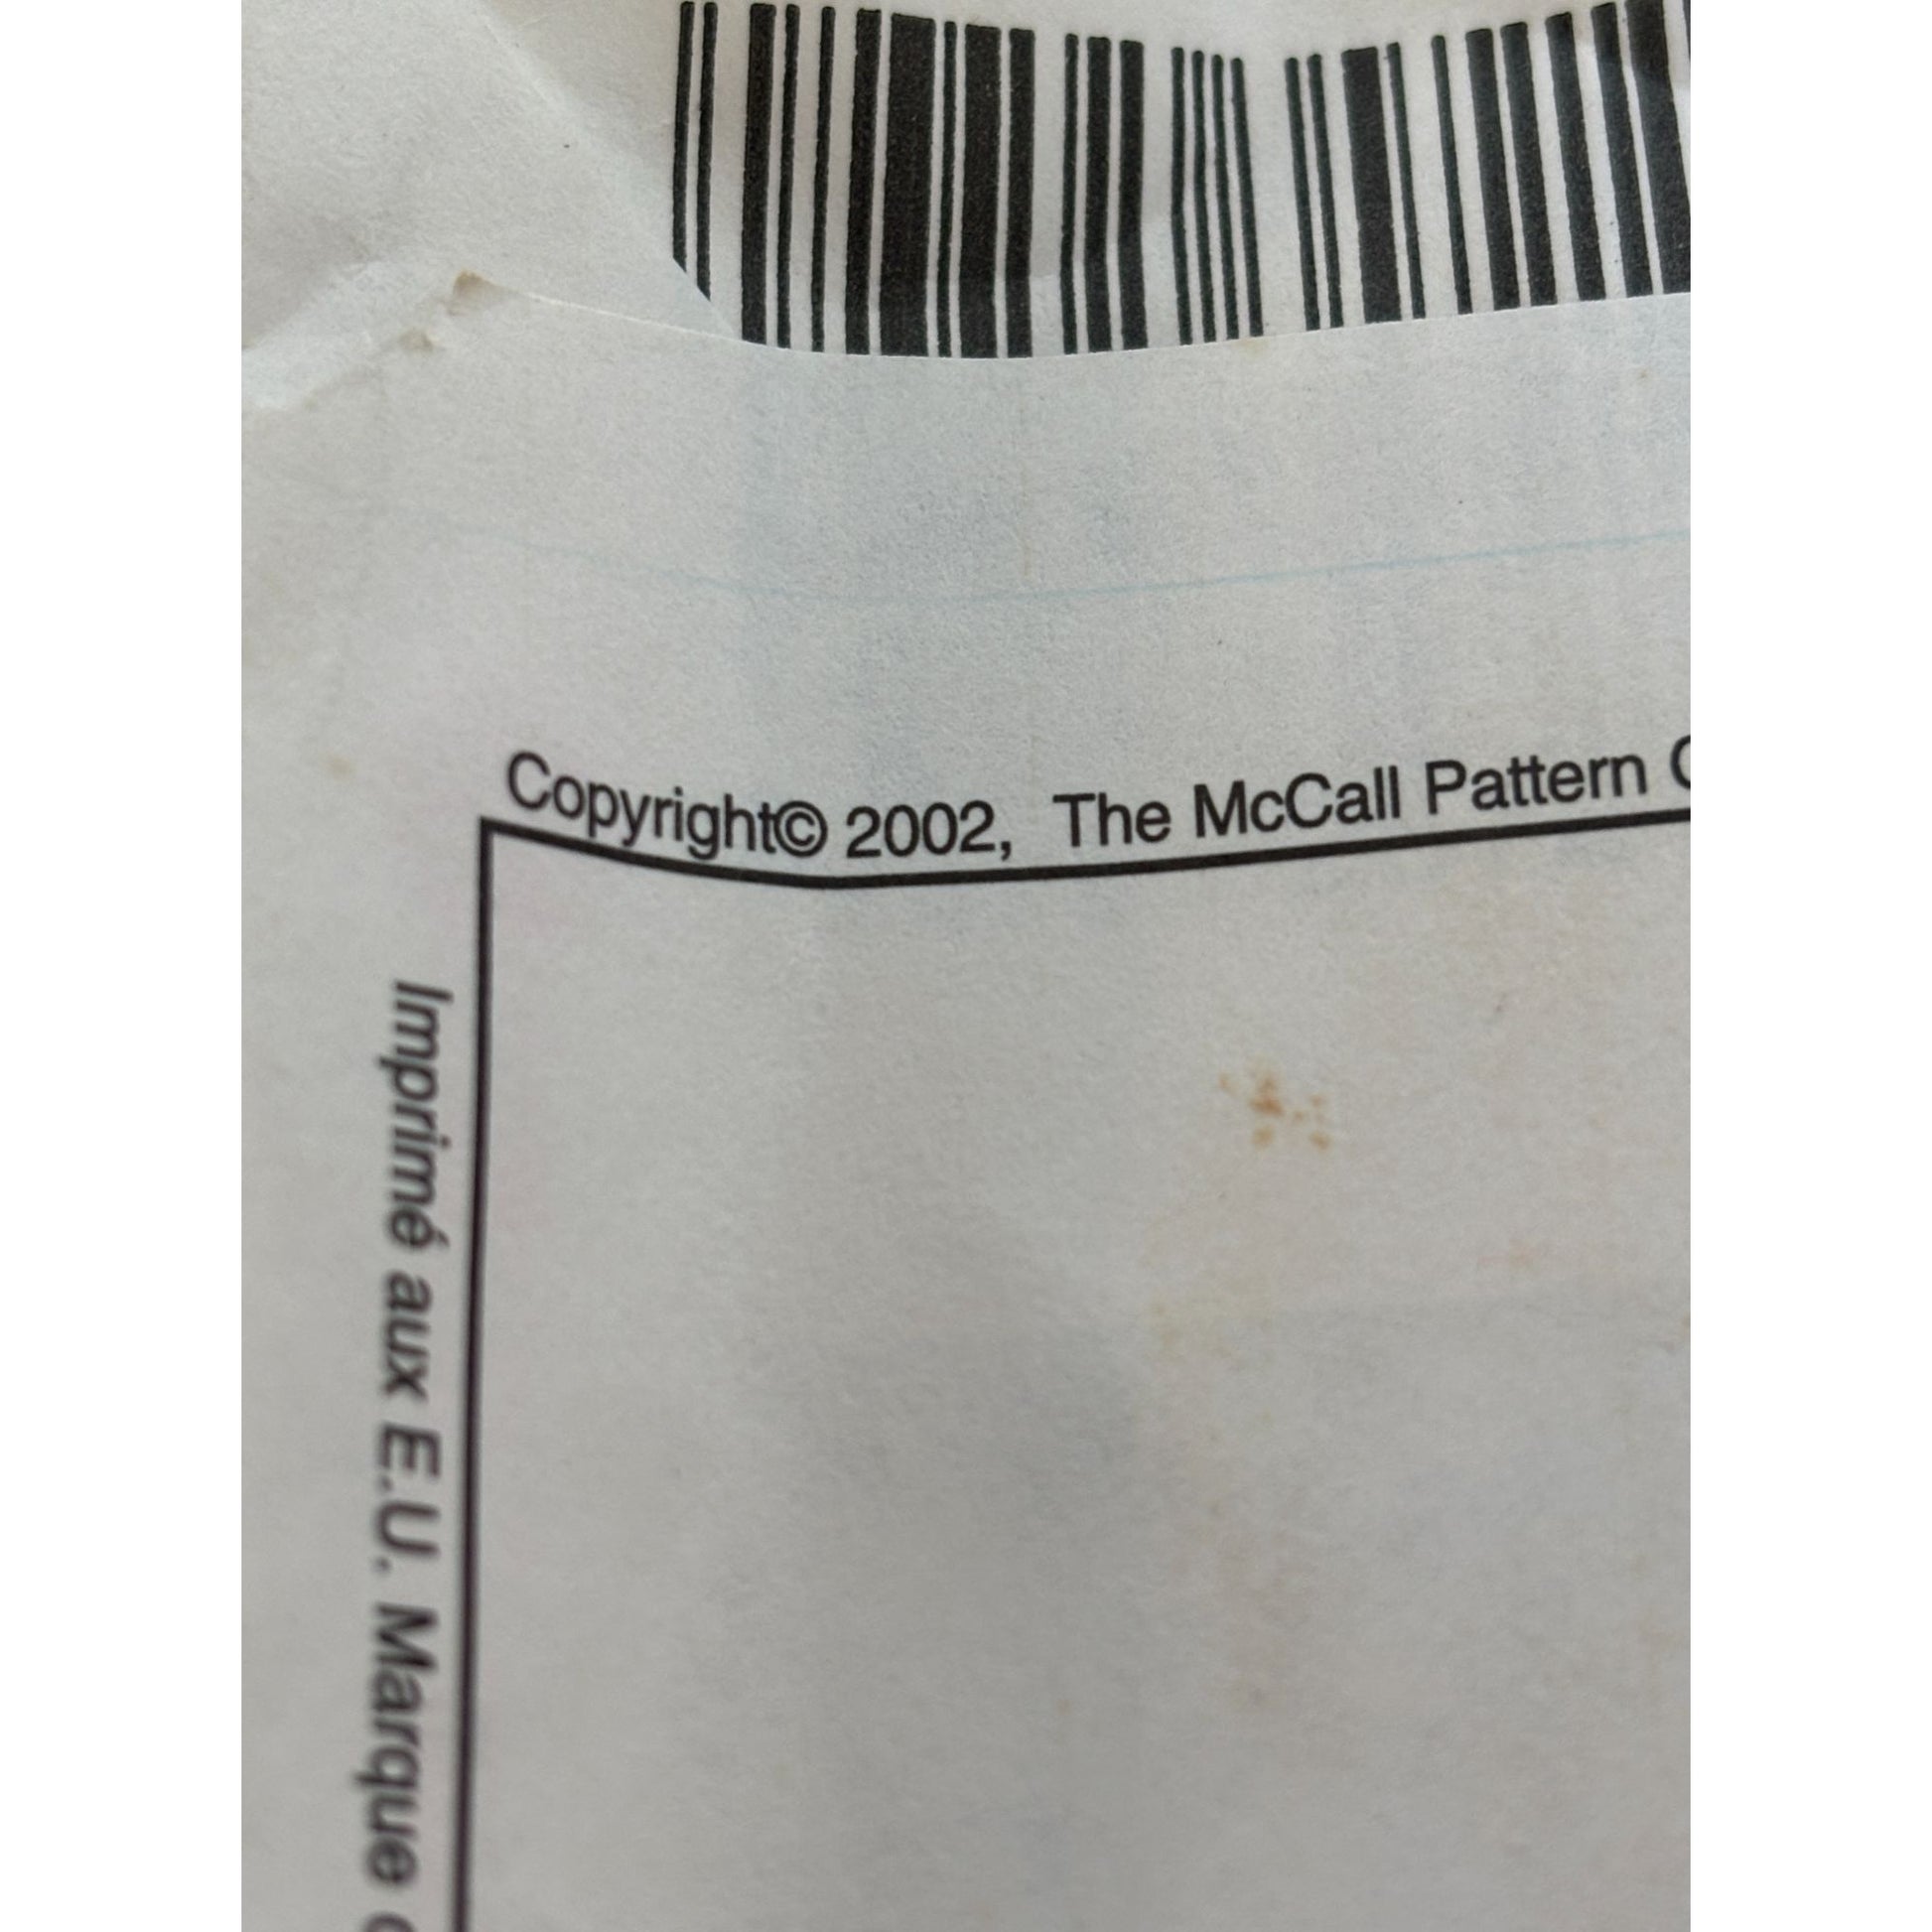 Copyright© 2002, The McCall Pattern
Imprimé aux E.U. Marque